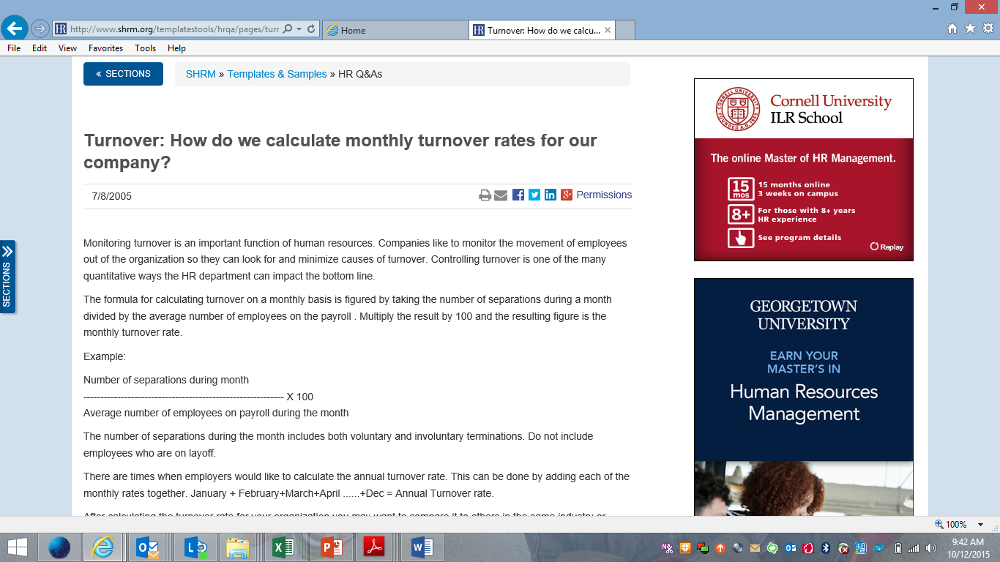 http://www.shrm.org/templatestools/hrqa/pages/turr
Home
Turnover: How do we calcu...
File Edit View Favorites Tools Help
« SECTIONS
SHRM » Templates & Samples » HR Q&As
Turnover: How do we calculate monthly turnover rates for our
company?
7/8/2005
Permissions
Monitoring turnover is an important function of human resources. Companies like to monitor the movement of employees
out of the organization so they can look for and minimize causes of turnover. Controlling turnover is one of the many
quantitative ways the HR department can impact the bottom line.
The formula for calculating turnover on a monthly basis is figured by taking the number of separations during a month
divided by the average number of employees on the payroll . Multiply the result by 100 and the resulting figure is the
monthly turnover rate.
Example:
Number of separations during month
----------------------------------------------------------- X 100
Average number of employees on payroll during the month
The number of separations during the month includes both voluntary and involuntary terminations. Do not include
employees who are on layoff.
There are times when employers would like to calculate the annual turnover rate. This can be done by adding each of the
monthly rates together. January + February+March+April ......+Dec = Annual Turnover rate.
After calculating the turnover rate for your organization you may want to compare it to others in the same industry or
SECTIONS
Cornell University
ILR School
The online Master of HR Management.
15 mos
15 months online
3 weeks on campus
8+
For those with 8+ years
HR experience
See program details
Replay
GEORGETOWN
UNIVERSITY
EARN YOUR
MASTER'S IN
Human Resources
Management
100%
9:42 AM
10/12/2015